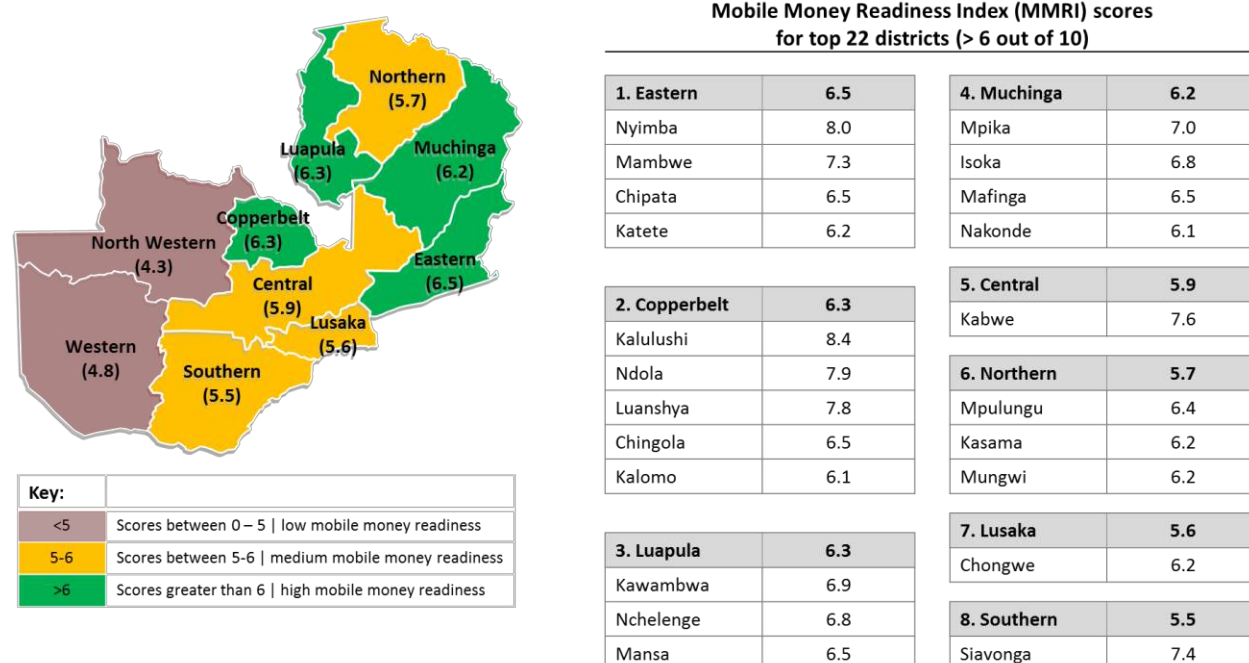 Northern
(5.7)
Luapula
(6.3)
Muchinga
(6.2)
Copperbelt
(6.3)
North Western
(4.3)
Eastern
(6.5)
Central
(5.9)
Lusaka
(5.6)
Western
(4.8)
Southern
(5.5)
Key:
<5 Scores between 0 – 5 | low mobile money readiness
5-6 Scores between 5-6 | medium mobile money readiness
>6 Scores greater than 6 | high mobile money readiness
Mobile Money Readiness Index (MMRI) scores
for top 22 districts (> 6 out of 10)
1. Eastern 6.5
Nyimba 8.0
Mambwe 7.3
Chipata 6.5
Katete 6.2
2. Copperbelt 6.3
Kalulushi 8.4
Ndola 7.9
Luanshya 7.8
Chingola 6.5
Kalomo 6.1
3. Luapula 6.3
Kawambwa 6.9
Nchelenge 6.8
Mansa 6.5
4. Muchinga 6.2
Mpika 7.0
Isoka 6.8
Mafinga 6.5
Nakonde 6.1
5. Central 5.9
Kabwe 7.6
6. Northern 5.7
Mpulungu 6.4
Kasama 6.2
Mungwi 6.2
7. Lusaka 5.6
Chongwe 6.2
8. Southern 5.5
Siavonga 7.4